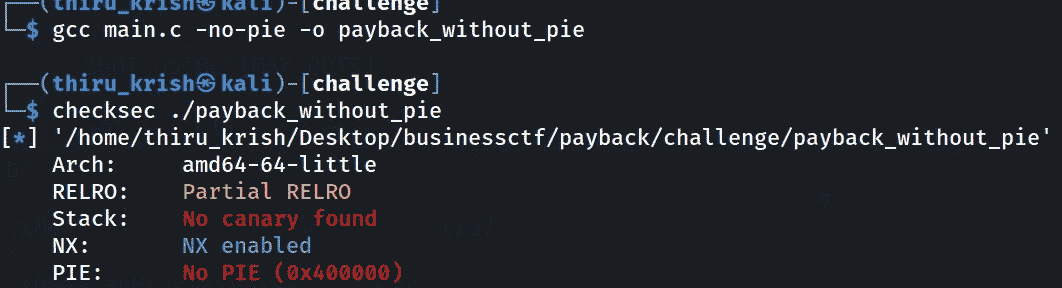 ┌──(thiru_krish㉿kali)-[challenge]
└─$ gcc main.c -no-pie -o payback_without_pie
┌──(thiru_krish㉿kali)-[challenge]
└─$ checksec ./payback_without_pie
[*] '/home/thiru_krish/Desktop/businessctf/payback/challenge/payback_without_pie'
Arch: amd64-64-little
RELRO: Partial RELRO
Stack: No canary found
NX: NX enabled
PIE: No PIE (0x400000)